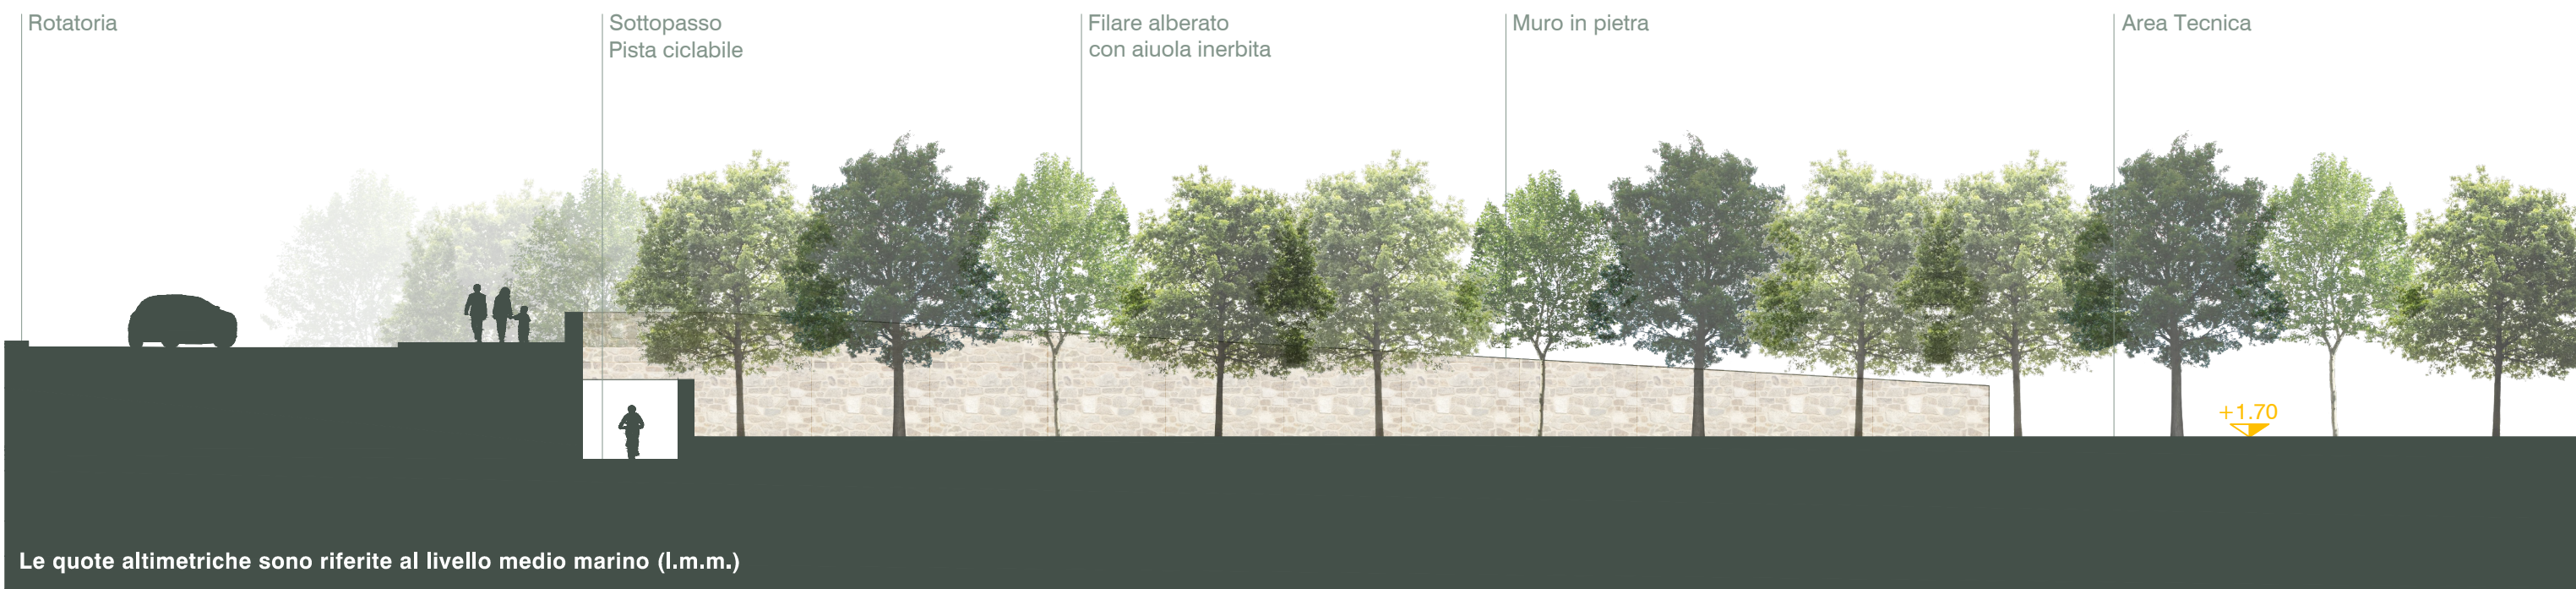 Rotatoria
Sottopasso
Pista ciclabile
Filare alberato
con aiuola inerbita
Muro in pietra
Area Tecnica
+1.70
Le quote altimetriche sono riferite al livello medio marino (l.m.m.)